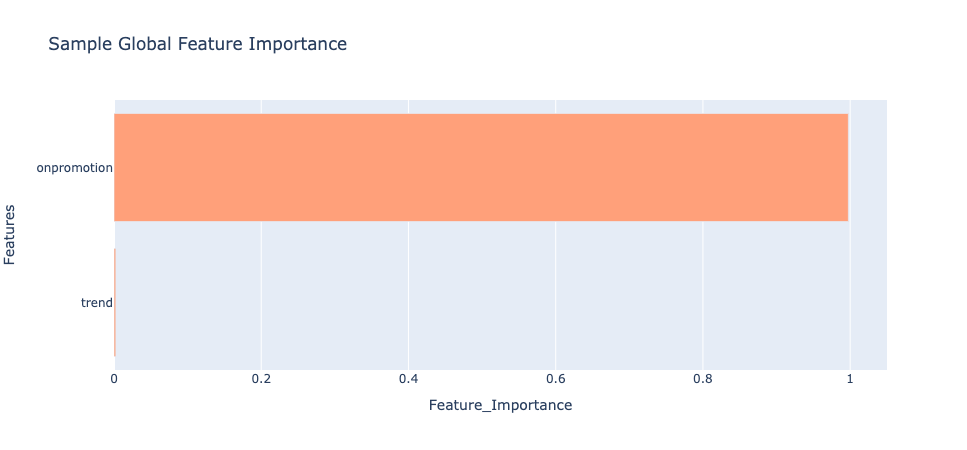 Sample Global Feature Importance
onpromotion
trend
Features
0 0.2 0.4 0.6 0.8 1
Feature_Importance